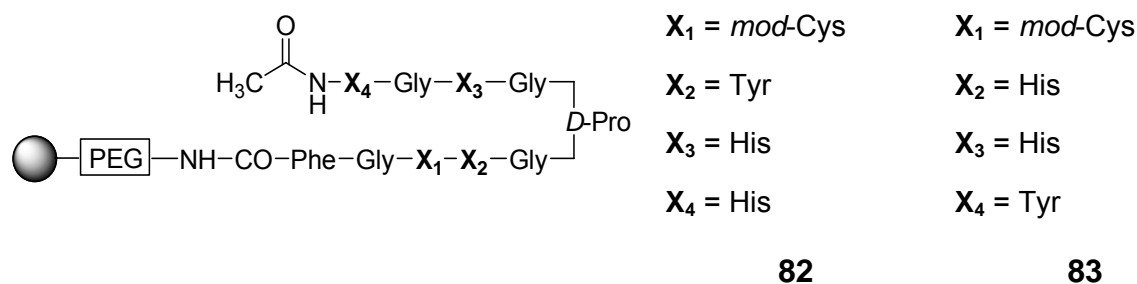 O
H₃C N–X₄–Gly–X₃–Gly
H
D-Pro
PEG–NH–CO–Phe–Gly–X₁–X₂–Gly
X₁ = mod-Cys
X₂ = Tyr
X₃ = His
X₄ = His
82
X₁ = mod-Cys
X₂ = His
X₃ = His
X₄ = Tyr
83